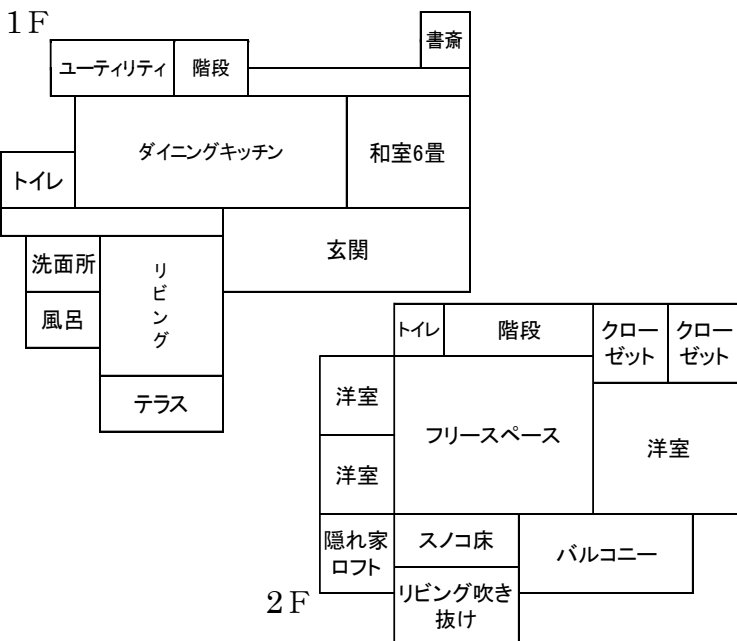 1F
書斎
ユーティリティ
階段
ダイニングキッチン
和室6畳
トイレ
玄関
洗面所
リビング
風呂
テラス
トイレ
階段
クロー
ゼット
クロー
ゼット
洋室
フリースペース
洋室
洋室
隠れ家
ロフト
スノコ床
バルコニー
リビング吹き
抜け
2F